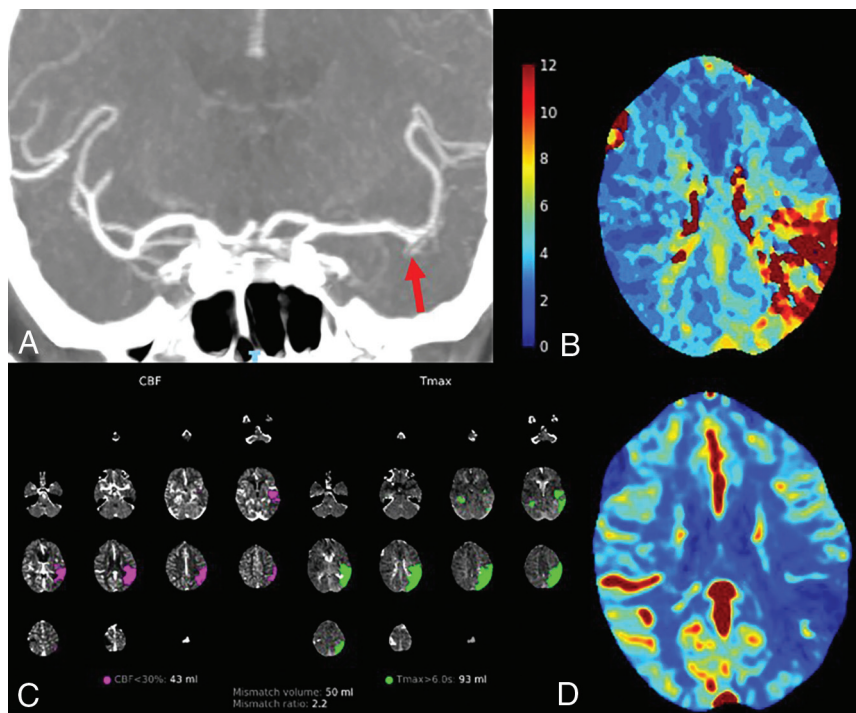 A
12
10
8
6
4
2
0
B
CBF
Tmax
CBF<30%: 43 ml
Tmax>6.0s: 93 ml
Mismatch volume: 50 ml
Mismatch ratio: 2.2
C
D